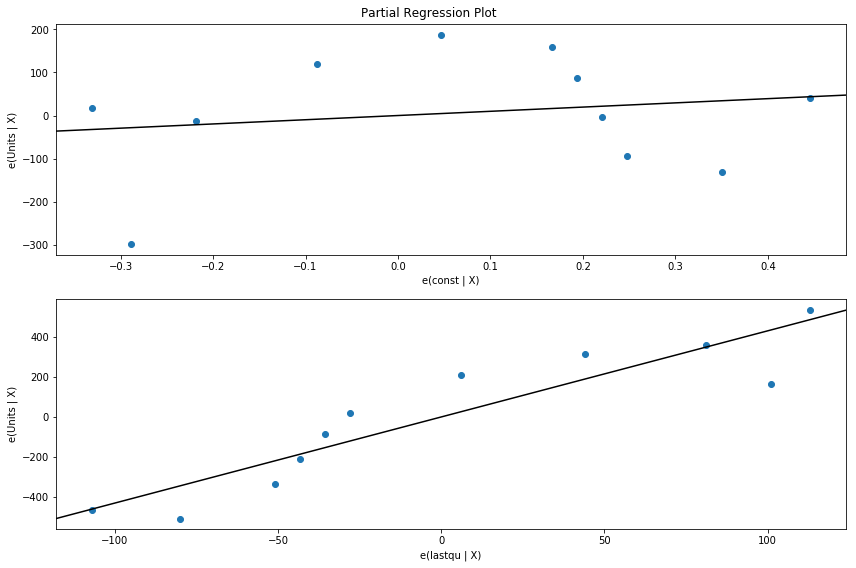 Partial Regression Plot
200
100
0
−100
−200
−300
e(Units | X)
−0.3 −0.2 −0.1 0.0 0.1 0.2 0.3 0.4
e(const | X)
400
200
0
−200
−400
e(Units | X)
−100 −50 0 50 100
e(lastqu | X)